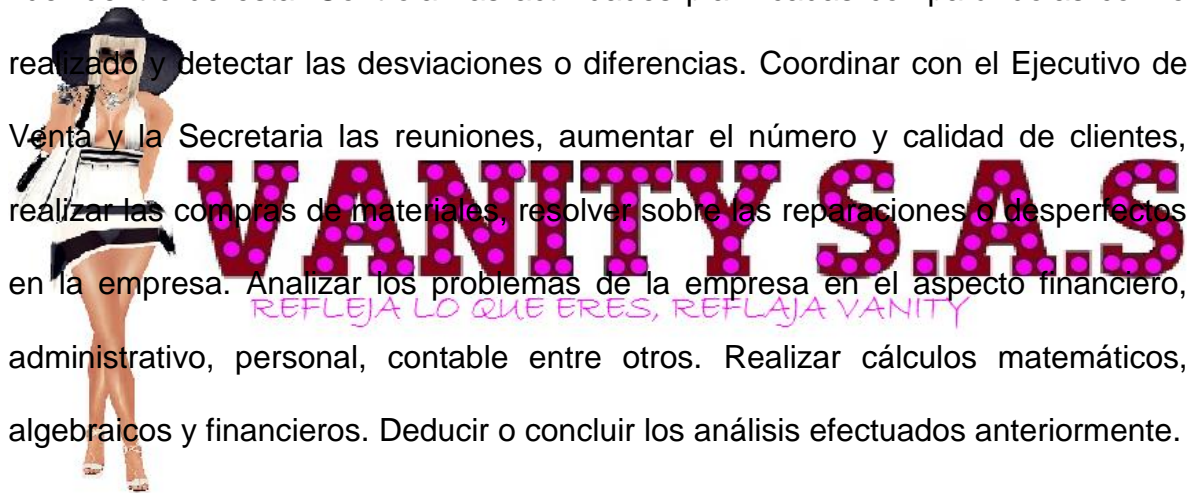 realizado y detectar las desviaciones o diferencias. Coordinar con el Ejecutivo de
Venta y la Secretaria las reuniones, aumentar el número y calidad de clientes,
VANITY S.A.S
realizar las compras de materiales, resolver sobre las reparaciones o desperfectos
en la empresa. Analizar los problemas de la empresa en el aspecto financiero,
REFLEJA LO QUE ERES, REFLAJA VANITY
administrativo, personal, contable entre otros. Realizar cálculos matemáticos,
algebraicos y financieros. Deducir o concluir los análisis efectuados anteriormente.